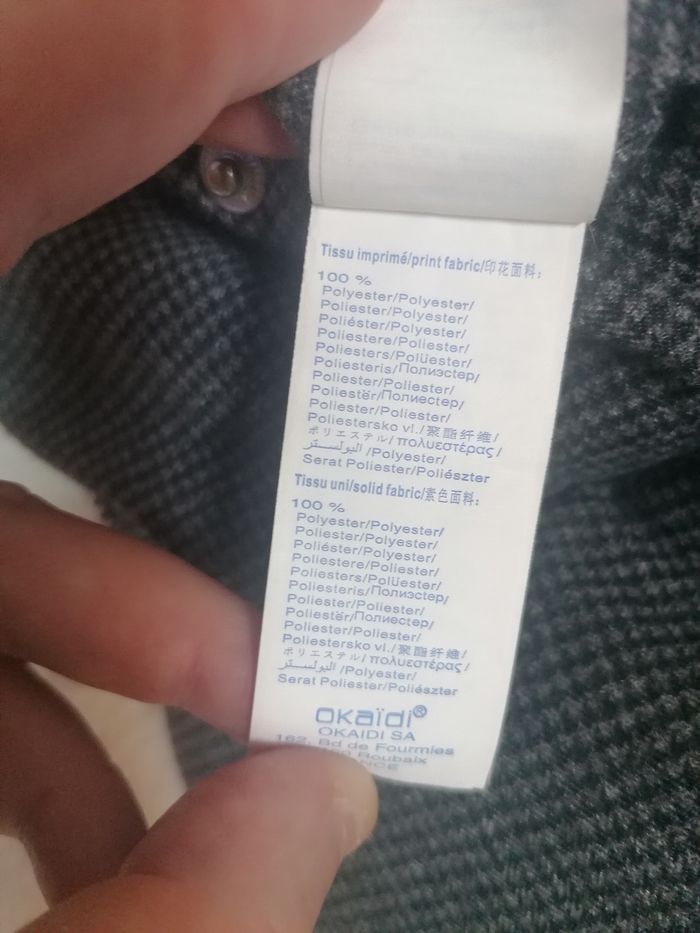 Tissu imprimé/print fabric/印花面料:
100 %
Polyester/Polyester/
Poliester/Polyester/
Poliéster/Polyester/
Poliestere/Poliester/
Poliesters/Polüester/
Poliesteris/Полиэстер/
Poliester/Poliester/
Poliestër/Полиестер/
Poliester/Poliester/
Poliestersko vl./聚酯纤维/
ポリエステル/πολυεστέρας/
البوليستر/Polyester/
Serat Poliester/Poliészter
Tissu uni/solid fabric/素色面料:
100 %
Polyester/Polyester/
Poliester/Polyester/
Poliéster/Polyester/
Poliestere/Poliester/
Poliesters/Polüester/
Poliesteris/Полиэстер/
Poliester/Poliester/
Poliestër/Полиестер/
Poliester/Poliester/
Poliestersko vl./聚酯纤维/
ポリエステル/πολυεστέρας/
البوليستر/Polyester/
Serat Poliester/Poliészter
okaïdi®
OKAIDI SA
162, Bd de Fourmies
Roubaix